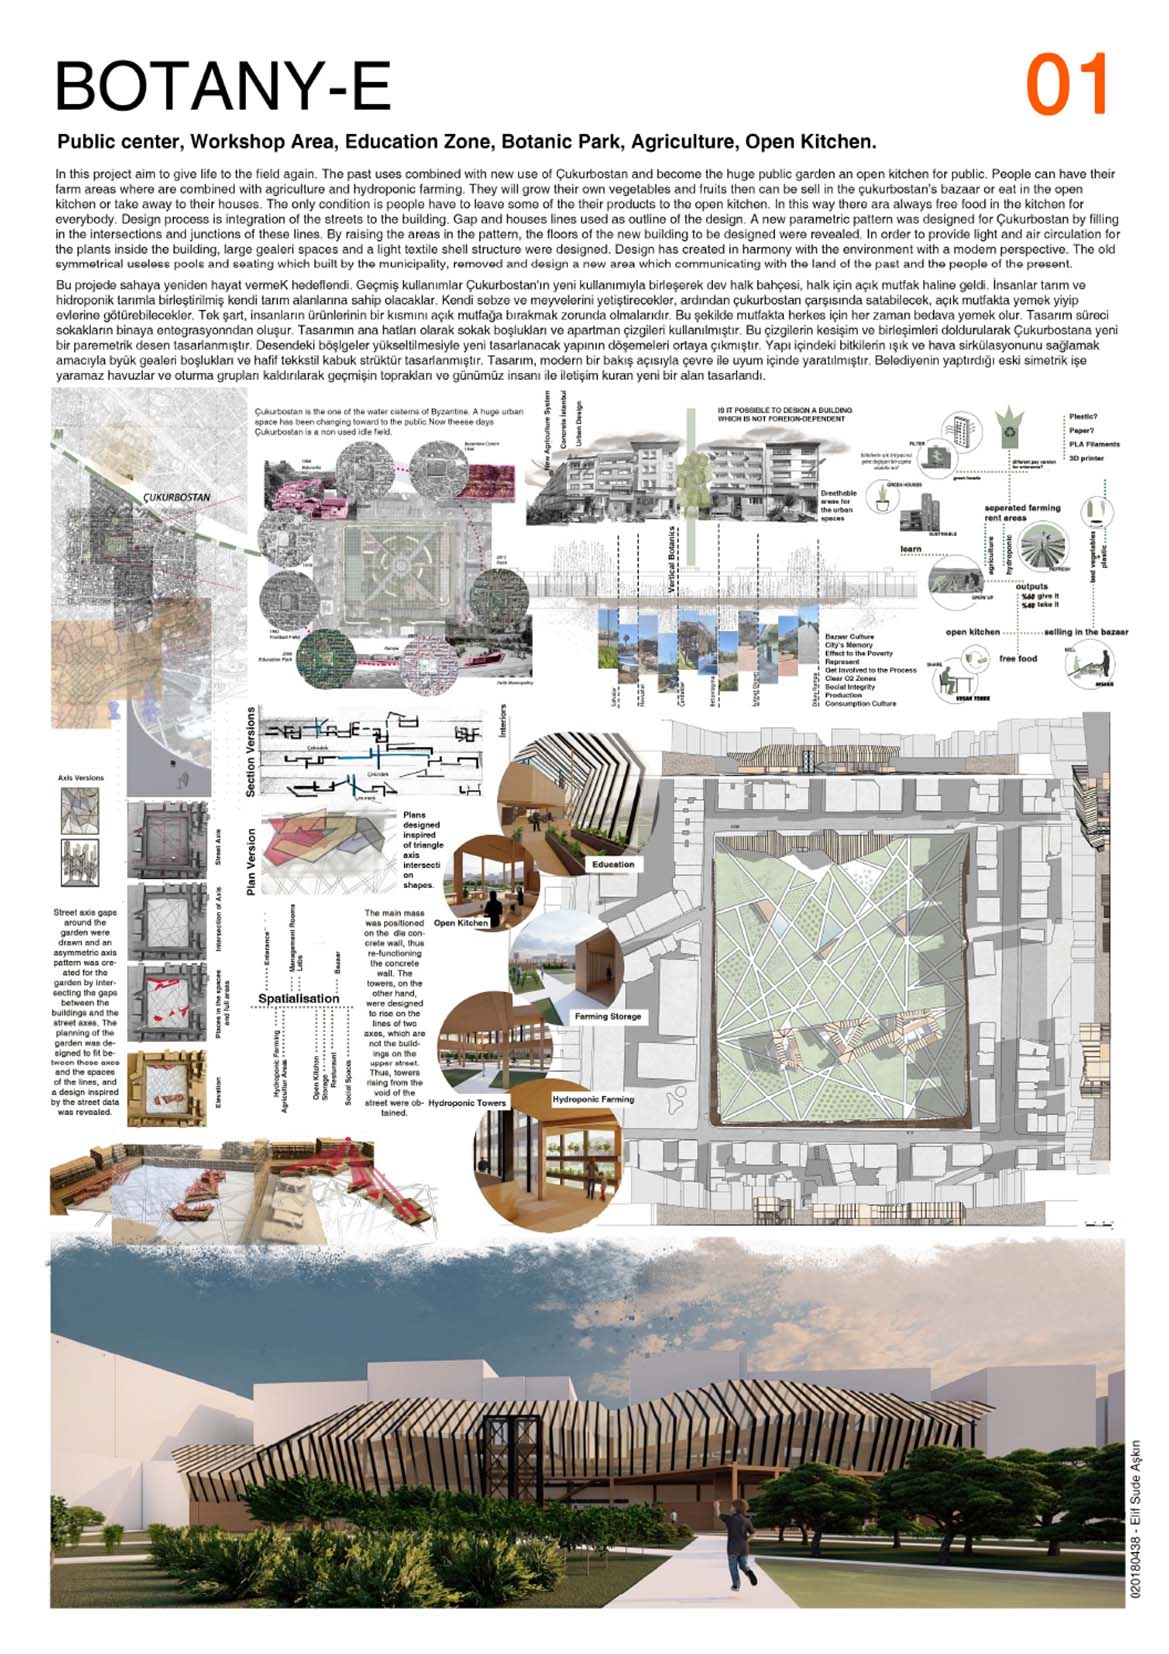 BOTANY-E
01
Public center, Workshop Area, Education Zone, Botanic Park, Agriculture, Open Kitchen.
In this project aim to give life to the field again. The past uses combined with new use of Çukurbostan and become the huge public garden an open kitchen for public. People can have their
farm areas where are combined with agriculture and hydroponic farming. They will grow their own vegetables and fruits then can be sell in the çukurbostan's bazaar or eat in the open
kitchen or take away to their houses. The only condition is people have to leave some of the their products to the open kitchen. In this way there ara always free food in the kitchen for
everybody. Design process is integration of the streets to the building. Gap and houses lines used as outline of the design. A new parametric pattern was designed for Çukurbostan by filling
in the intersections and junctions of these lines. By raising the areas in the pattern, the floors of the new building to be designed were revealed. In order to provide light and air circulation for
the plants inside the building, large gealeri spaces and a light textile shell structure were designed. Design has created in harmony with the environment with a modern perspective. The old
symmetrical useless pools and seating which built by the municipality, removed and design a new area which communicating with the land of the past and the people of the present.
Bu projede sahaya yeniden hayat vermeK hedeflendi. Geçmiş kullanımlar Çukurbostan'ın yeni kullanımıyla birleşerek dev halk bahçesi, halk için açık mutfak haline geldi. İnsanlar tarım ve
hidroponik tarımla birleştirilmiş kendi tarım alanlarına sahip olacaklar. Kendi sebze ve meyvelerini yetiştirecekler, ardından çukurbostan çarşısında satabilecek, açık mutfakta yemek yiyip
evlerine götürebilecekler. Tek şart, insanların ürünlerinin bir kısmını açık mutfağa bırakmak zorunda olmalarıdır. Bu şekilde mutfakta herkes için her zaman bedava yemek olur. Tasarım süreci
sokakların binaya entegrasyonndan oluşur. Tasarımın ana hatları olarak sokak boşlukları ve apartman çizgileri kullanılmıştır. Bu çizgilerin kesişim ve birleşimleri doldurularak Çukurbostana yeni
bir paremetrik desen tasarlanmıştır. Desendeki böşlgeler yükseltilmesiyle yeni tasarlanacak yapının döşemeleri ortaya çıkmıştır. Yapı içindeki bitkilerin ışık ve hava sirkülasyonunu sağlamak
amacıyla byük gealeri boşlukları ve hafif tekkstil kabuk strüktür tasarlanmıştır. Tasarım, modern bir bakış açısıyla çevre ile uyum içinde yaratılmıştır. Belediyenin yaptırdığı eski simetrik işe
yaramaz havuzlar ve oturma grupları kaldırılarak geçmişin toprakları ve günümüz insanı ile iletişim kuran yeni bir alan tasarlandı.
ÇUKURBOSTAN
Çukurbostan is the one of the water cisterns of Byzantine. A huge urban
space has been changing toward to the public.Now theese days
Çukurbostan is a non used idle field.
Football Field
Education Park
Fatih Municipality
New Agriculture System
Concrete İstanbul
Urban Design
IS IT POSSIBLE TO DESIGN A BUILDING
WHICH IS NOT FOREIGN-DEPENDENT
Breathable
areas for
the urban
spaces
Vertical Botanics
Bazaar Culture
City's Memory
Effect to the Poverty
Represent
Get Involved to the Process
Clear O2 Zones
Social Integrity
Production
Consumption Culture
FILTER
GREEN HOUSES
green heads
Plastic?
Paper?
PLA Filaments
3D printer
seperated farming
rent areas
learn
agriculture
hydroponic
REFRESH
GROW UP
bad vegetables
plastic
outputs
%60 give it
%40 take it
open kitchen
selling in the bazaar
free food
SHARE
VEGAN FOODS
SELL
Axis Versions
Section Versions
Çekirdek
Çekirdek
Interiors
Plan Version
Plans
designed
inspired
of triangle
axis
intersecti
on
shapes.
Street Axis
Intersection of Axis
Places in the spaces
and full areas
Elevation
Street axis gaps
around the
garden were
drawn and an
asymmetric axis
pattern was cre-
ated for the
garden by inter-
secting the gaps
between the
buildings and the
street axes. The
planning of the
garden was de-
signed to fit be-
tween these axes
and the spaces
of the lines, and
a design inspired
by the street data
was revealed.
Enterance
Management Rooms
Labs
Bazaar
Spatialisation
Hydroponic Farming
Agricultur Areas
Open Kitchen
Storage
Restaurant
Social Spaces
The main mass
was positioned
on the die con-
crete wall, thus
re-functioning
the concrete
wall. The
towers, on the
other hand,
were designed
to rise on the
lines of two
axes, which are
not the build-
ings on the
upper street.
Thus, towers
rising from the
void of the
street were ob-
tained.
Education
Open Kitchen
Farming Storage
Hydroponic Towers
Hydroponic Farming
020180438 - Elif Sude Aşkın